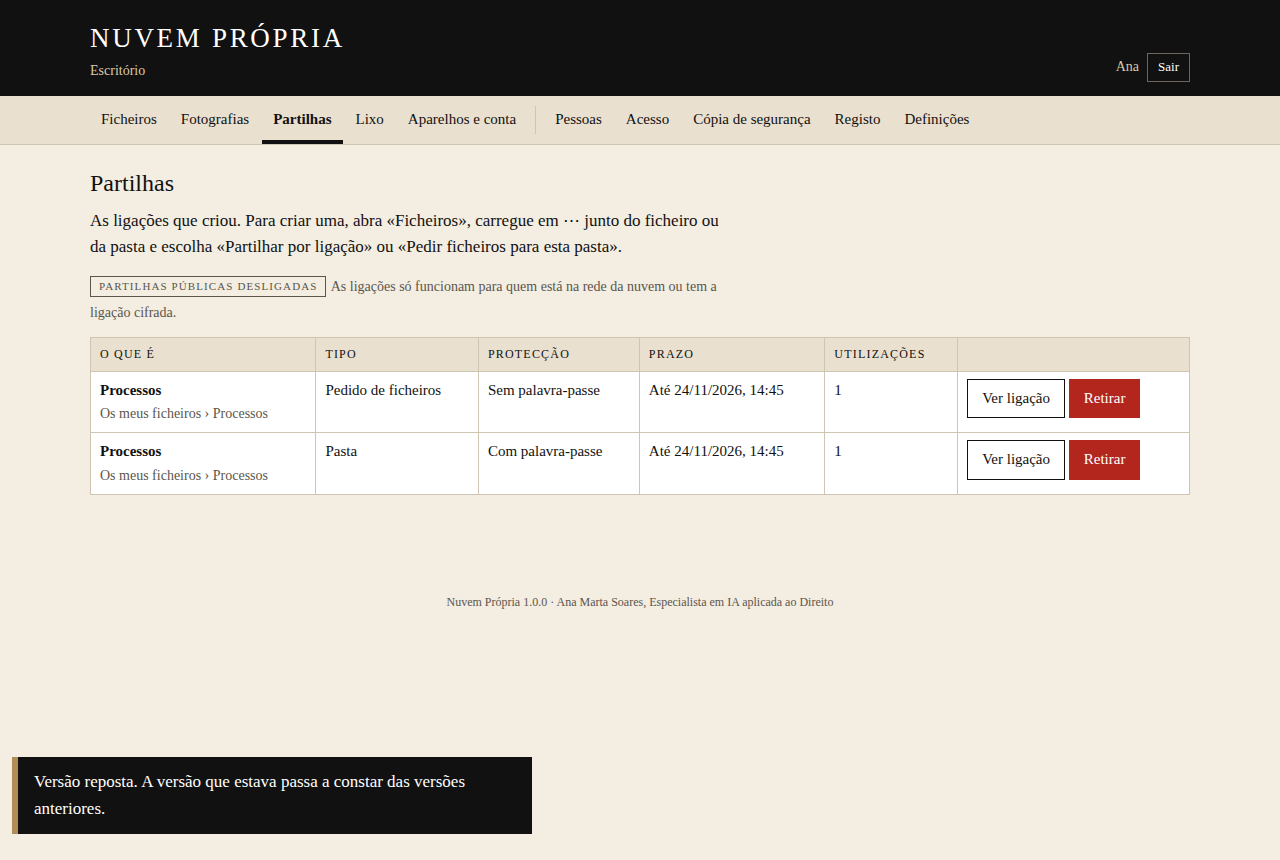 NUVEM PRÓPRIA
Escritório
Ana Sair
Ficheiros Fotografias Partilhas Lixo Aparelhos e conta Pessoas Acesso Cópia de segurança Registo Definições
Partilhas
As ligações que criou. Para criar uma, abra «Ficheiros», carregue em ⋯ junto do ficheiro ou
da pasta e escolha «Partilhar por ligação» ou «Pedir ficheiros para esta pasta».
PARTILHAS PÚBLICAS DESLIGADAS As ligações só funcionam para quem está na rede da nuvem ou tem a
ligação cifrada.
O QUE É TIPO PROTECÇÃO PRAZO UTILIZAÇÕES
Processos Pedido de ficheiros Sem palavra-passe Até 24/11/2026, 14:45 1 Ver ligação Retirar
Os meus ficheiros › Processos
Processos Pasta Com palavra-passe Até 24/11/2026, 14:45 1 Ver ligação Retirar
Os meus ficheiros › Processos
Nuvem Própria 1.0.0 · Ana Marta Soares, Especialista em IA aplicada ao Direito
Versão reposta. A versão que estava passa a constar das versões
anteriores.